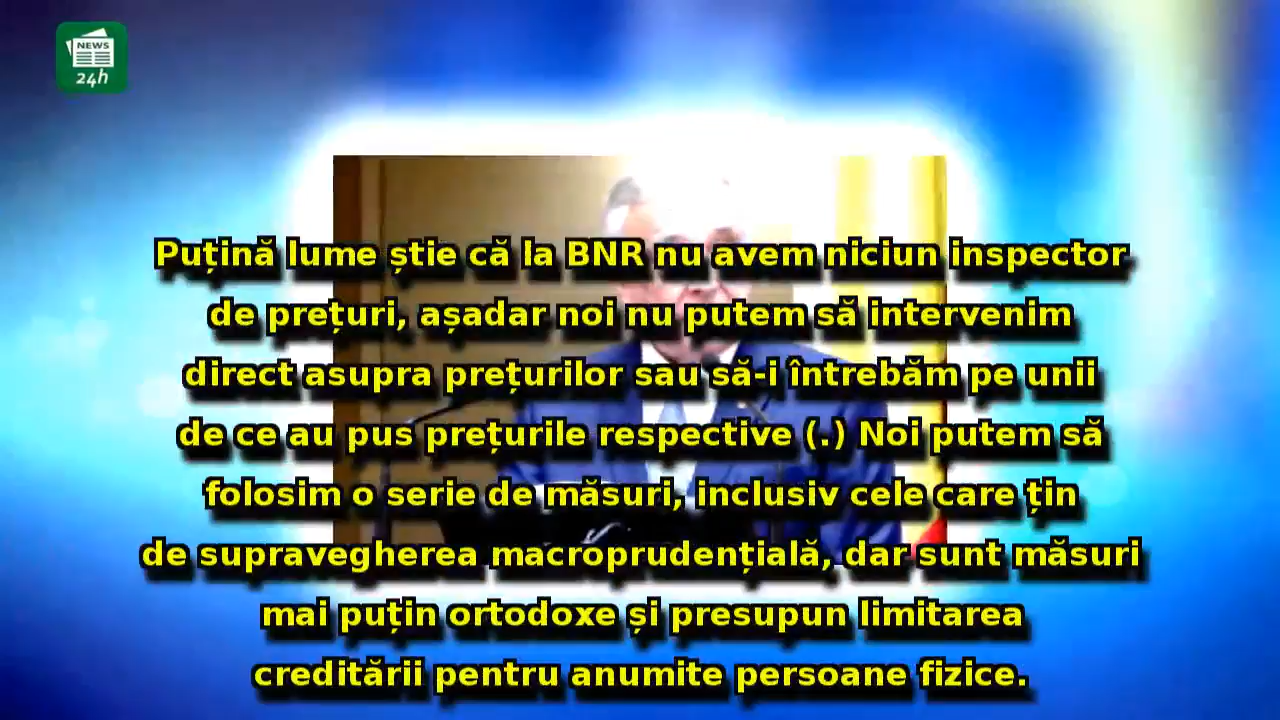 NEWS
24h
Puțină lume știe că la BNR nu avem niciun inspector
de prețuri, așadar noi nu putem să intervenim
direct asupra prețurilor sau să-i întrebăm pe unii
de ce au pus prețurile respective (.) Noi putem să
folosim o serie de măsuri, inclusiv cele care țin
de supravegherea macroprudențială, dar sunt măsuri
mai puțin ortodoxe și presupun limitarea
creditării pentru anumite persoane fizice.